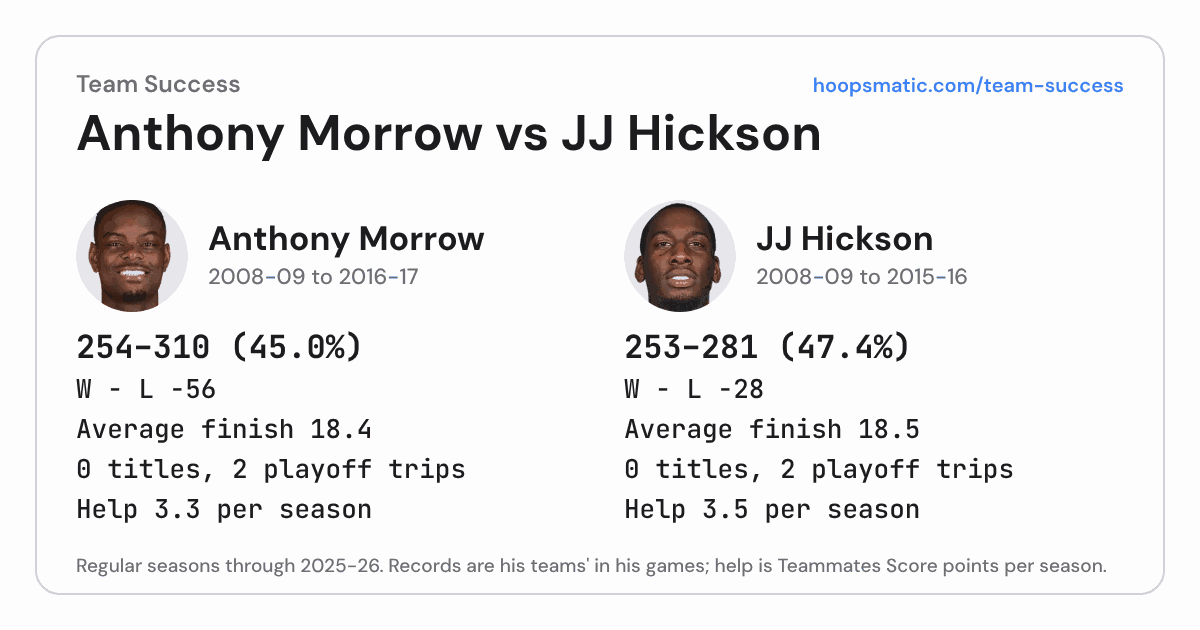 Team Success
hoopsmatic.com/team-success
Anthony Morrow vs JJ Hickson
Anthony Morrow
2008-09 to 2016-17
254-310 (45.0%)
W - L -56
Average finish 18.4
0 titles, 2 playoff trips
Help 3.3 per season
JJ Hickson
2008-09 to 2015-16
253-281 (47.4%)
W - L -28
Average finish 18.5
0 titles, 2 playoff trips
Help 3.5 per season
Regular seasons through 2025-26. Records are his teams' in his games; help is Teammates Score points per season.